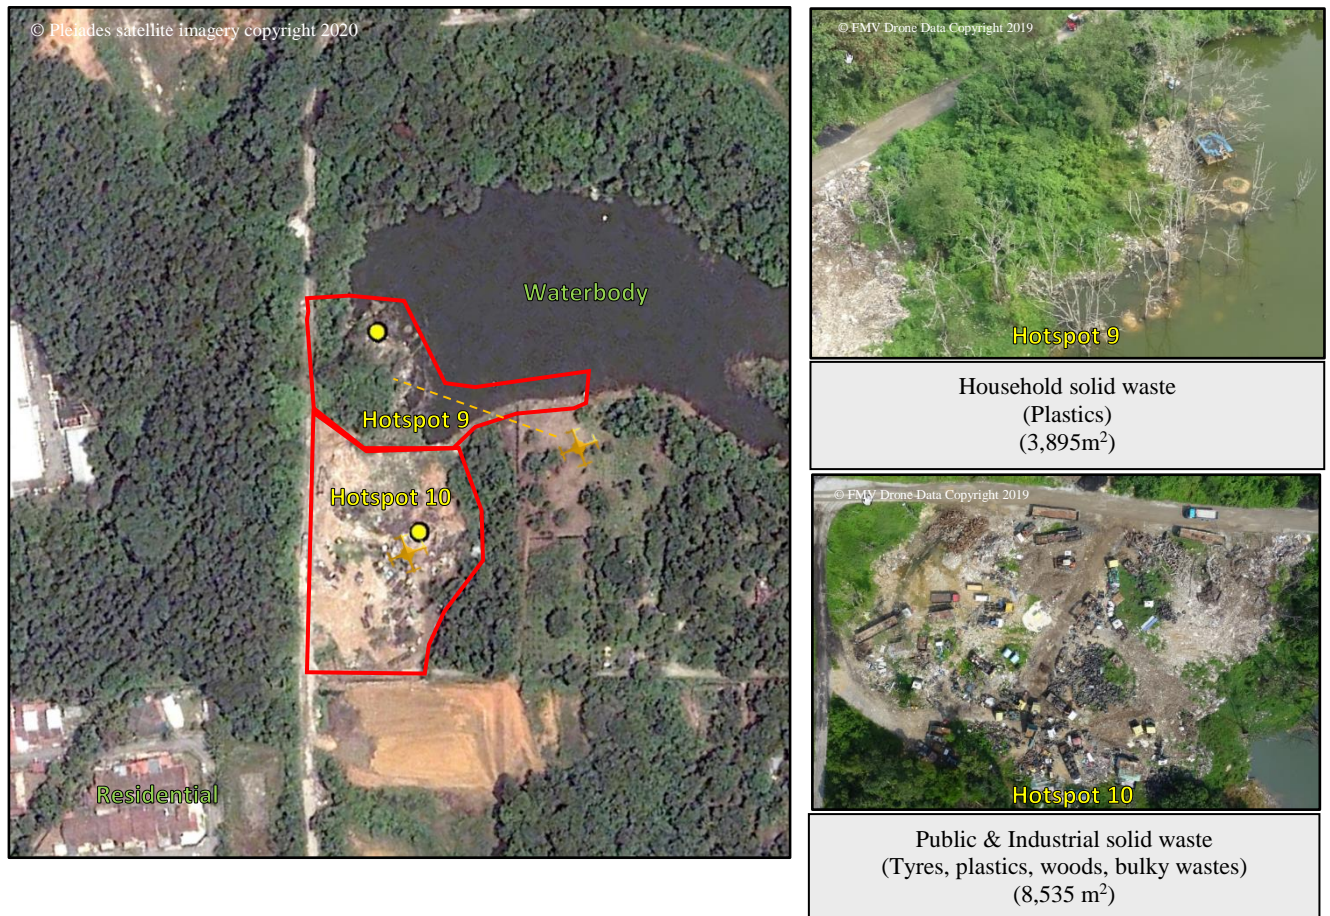 © Pleiades satellite imagery copyright 2020
Waterbody
Hotspot 9
Hotspot 10
Residential
© FMV Drone Data Copyright 2019
Hotspot 9
Household solid waste
(Plastics)
(3,895m²)
© FMV Drone Data Copyright 2019
Hotspot 10
Public & Industrial solid waste
(Tyres, plastics, woods, bulky wastes)
(8,535 m²)